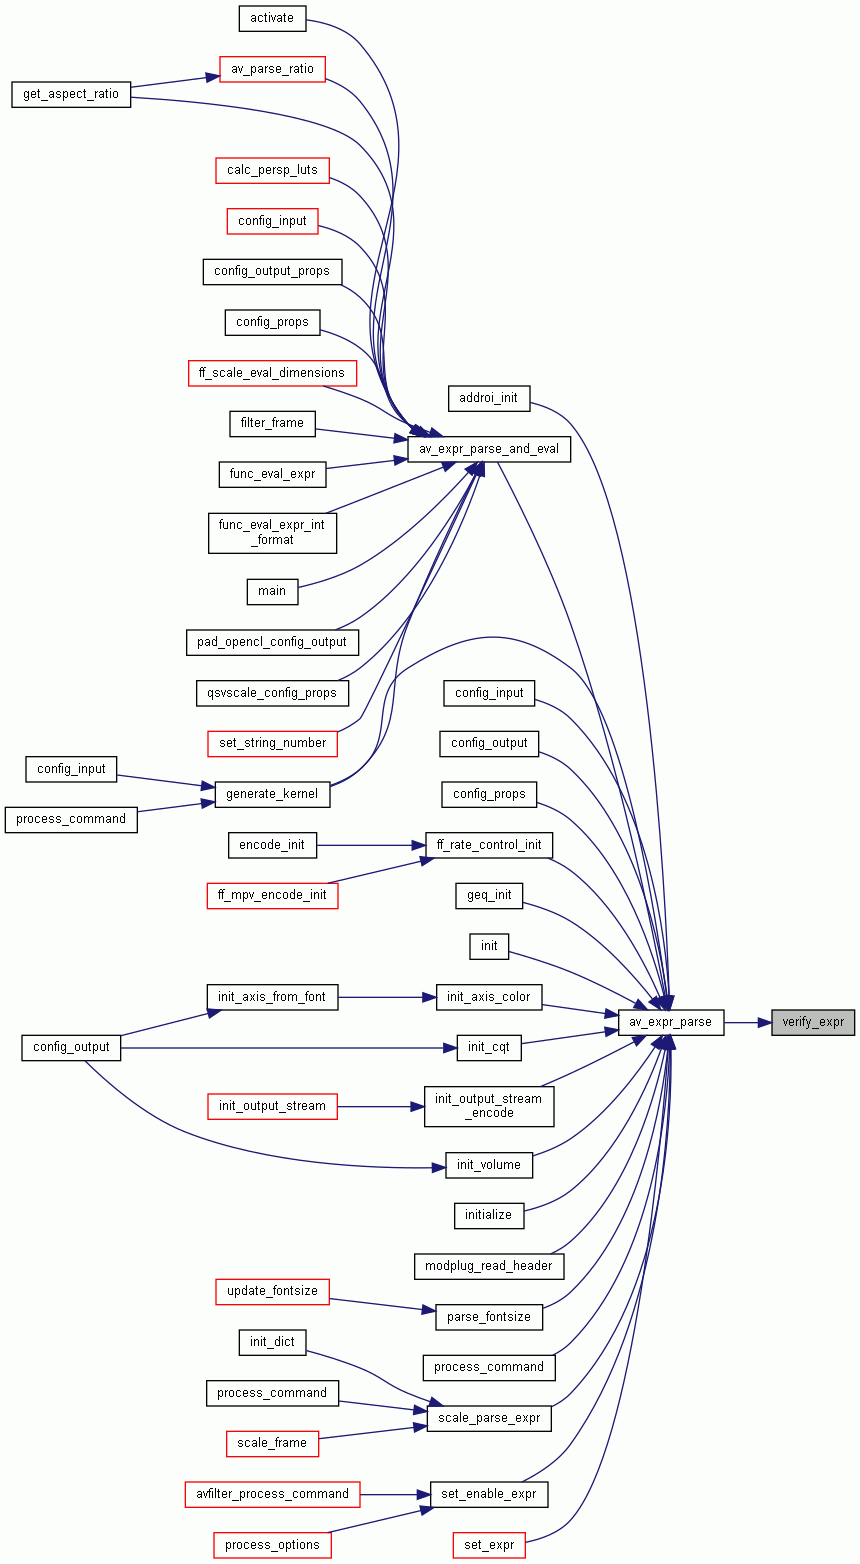 activate
av_parse_ratio
get_aspect_ratio
calc_persp_luts
config_input
config_output_props
config_props
ff_scale_eval_dimensions
addroi_init
filter_frame
av_expr_parse_and_eval
func_eval_expr
func_eval_expr_int
_format
main
pad_opencl_config_output
qsvscale_config_props
config_input
set_string_number
config_output
config_input
generate_kernel
config_props
process_command
encode_init
ff_rate_control_init
ff_mpv_encode_init
geq_init
init
init_axis_from_font
init_axis_color
av_expr_parse
verify_expr
config_output
init_cqt
init_output_stream
init_output_stream
_encode
init_volume
initialize
modplug_read_header
update_fontsize
parse_fontsize
init_dict
process_command
process_command
scale_parse_expr
scale_frame
avfilter_process_command
set_enable_expr
process_options
set_expr